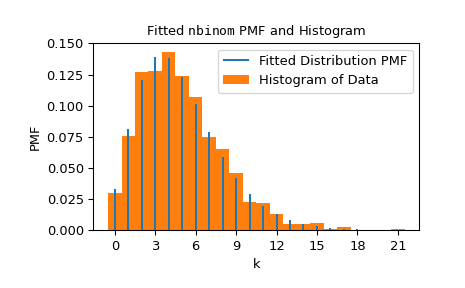 Fitted nbinom PMF and Histogram
0.150
0.125
0.100
0.075
0.050
0.025
0.000
PMF
Fitted Distribution PMF
Histogram of Data
0 3 6 9 12 15 18 21
k